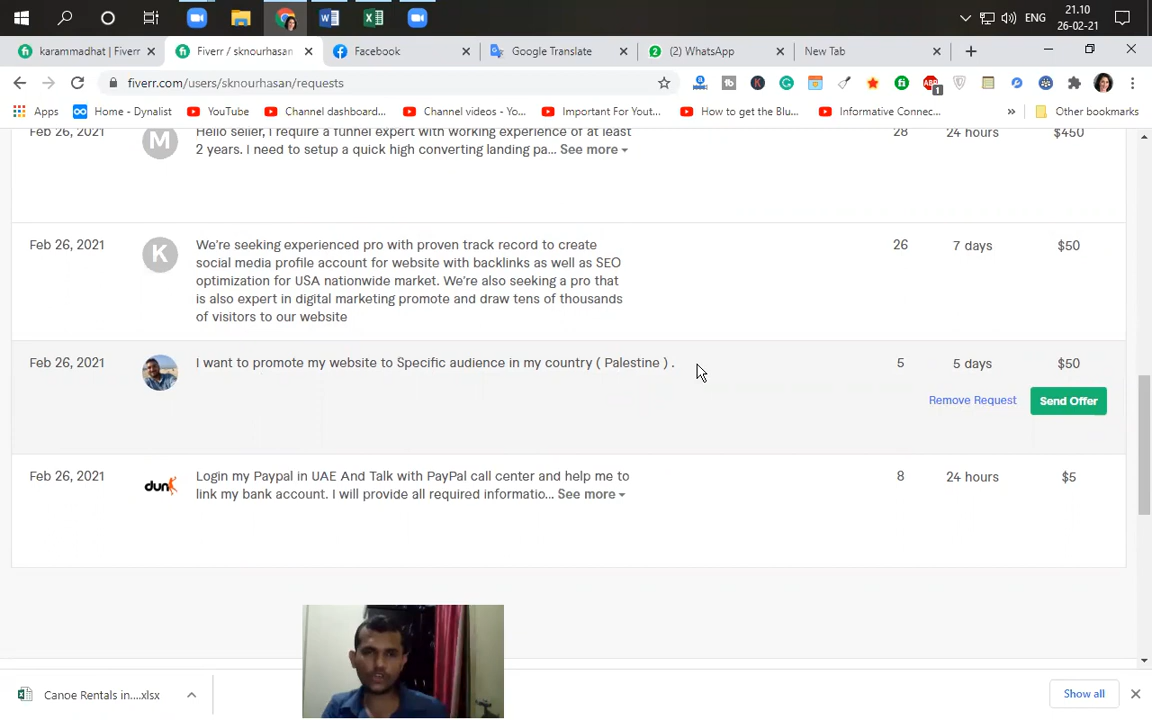 ENG
21.10
26-02-21
karammadhat | Fiverr
Fiverr / sknourhasan
Facebook
Google Translate
2
(2) WhatsApp
New Tab
fiverr.com/users/sknourhasan/requests
1
Apps
Home - Dynalist
YouTube
Channel dashboard...
Channel videos - Yo...
Important For Yout...
How to get the Blu...
Informative Connec...
»
Other bookmarks
Feb 26, 2021
M
Hello seller, I require a funnel expert with working experience of at least
2 years. I need to setup a quick high converting landing pa... See more
28
24 hours
$450
Feb 26, 2021
K
We're seeking experienced pro with proven track record to create
social media profile account for website with backlinks as well as SEO
optimization for USA nationwide market. We're also seeking a pro that
is also expert in digital marketing promote and draw tens of thousands
of visitors to our website
26
7 days
$50
Feb 26, 2021
I want to promote my website to Specific audience in my country ( Palestine ) .
5
5 days
$50
Remove Request
Send Offer
Feb 26, 2021
dunk
Login my Paypal in UAE And Talk with PayPal call center and help me to
link my bank account. I will provide all required informatio... See more
8
24 hours
$5
Canoe Rentals in....xlsx
Show all